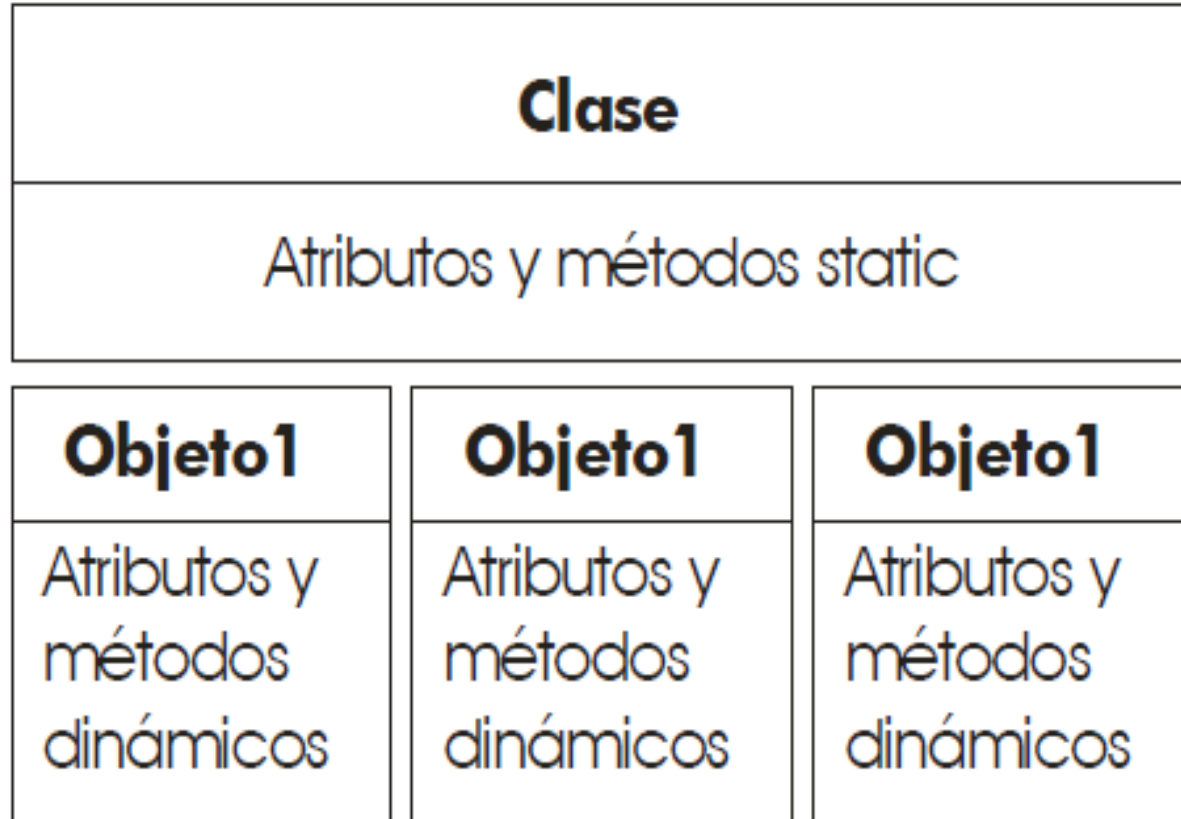 Clase
Atributos y métodos static
Objeto1
Atributos y
métodos
dinámicos
Objeto1
Atributos y
métodos
dinámicos
Objeto1
Atributos y
métodos
dinámicos